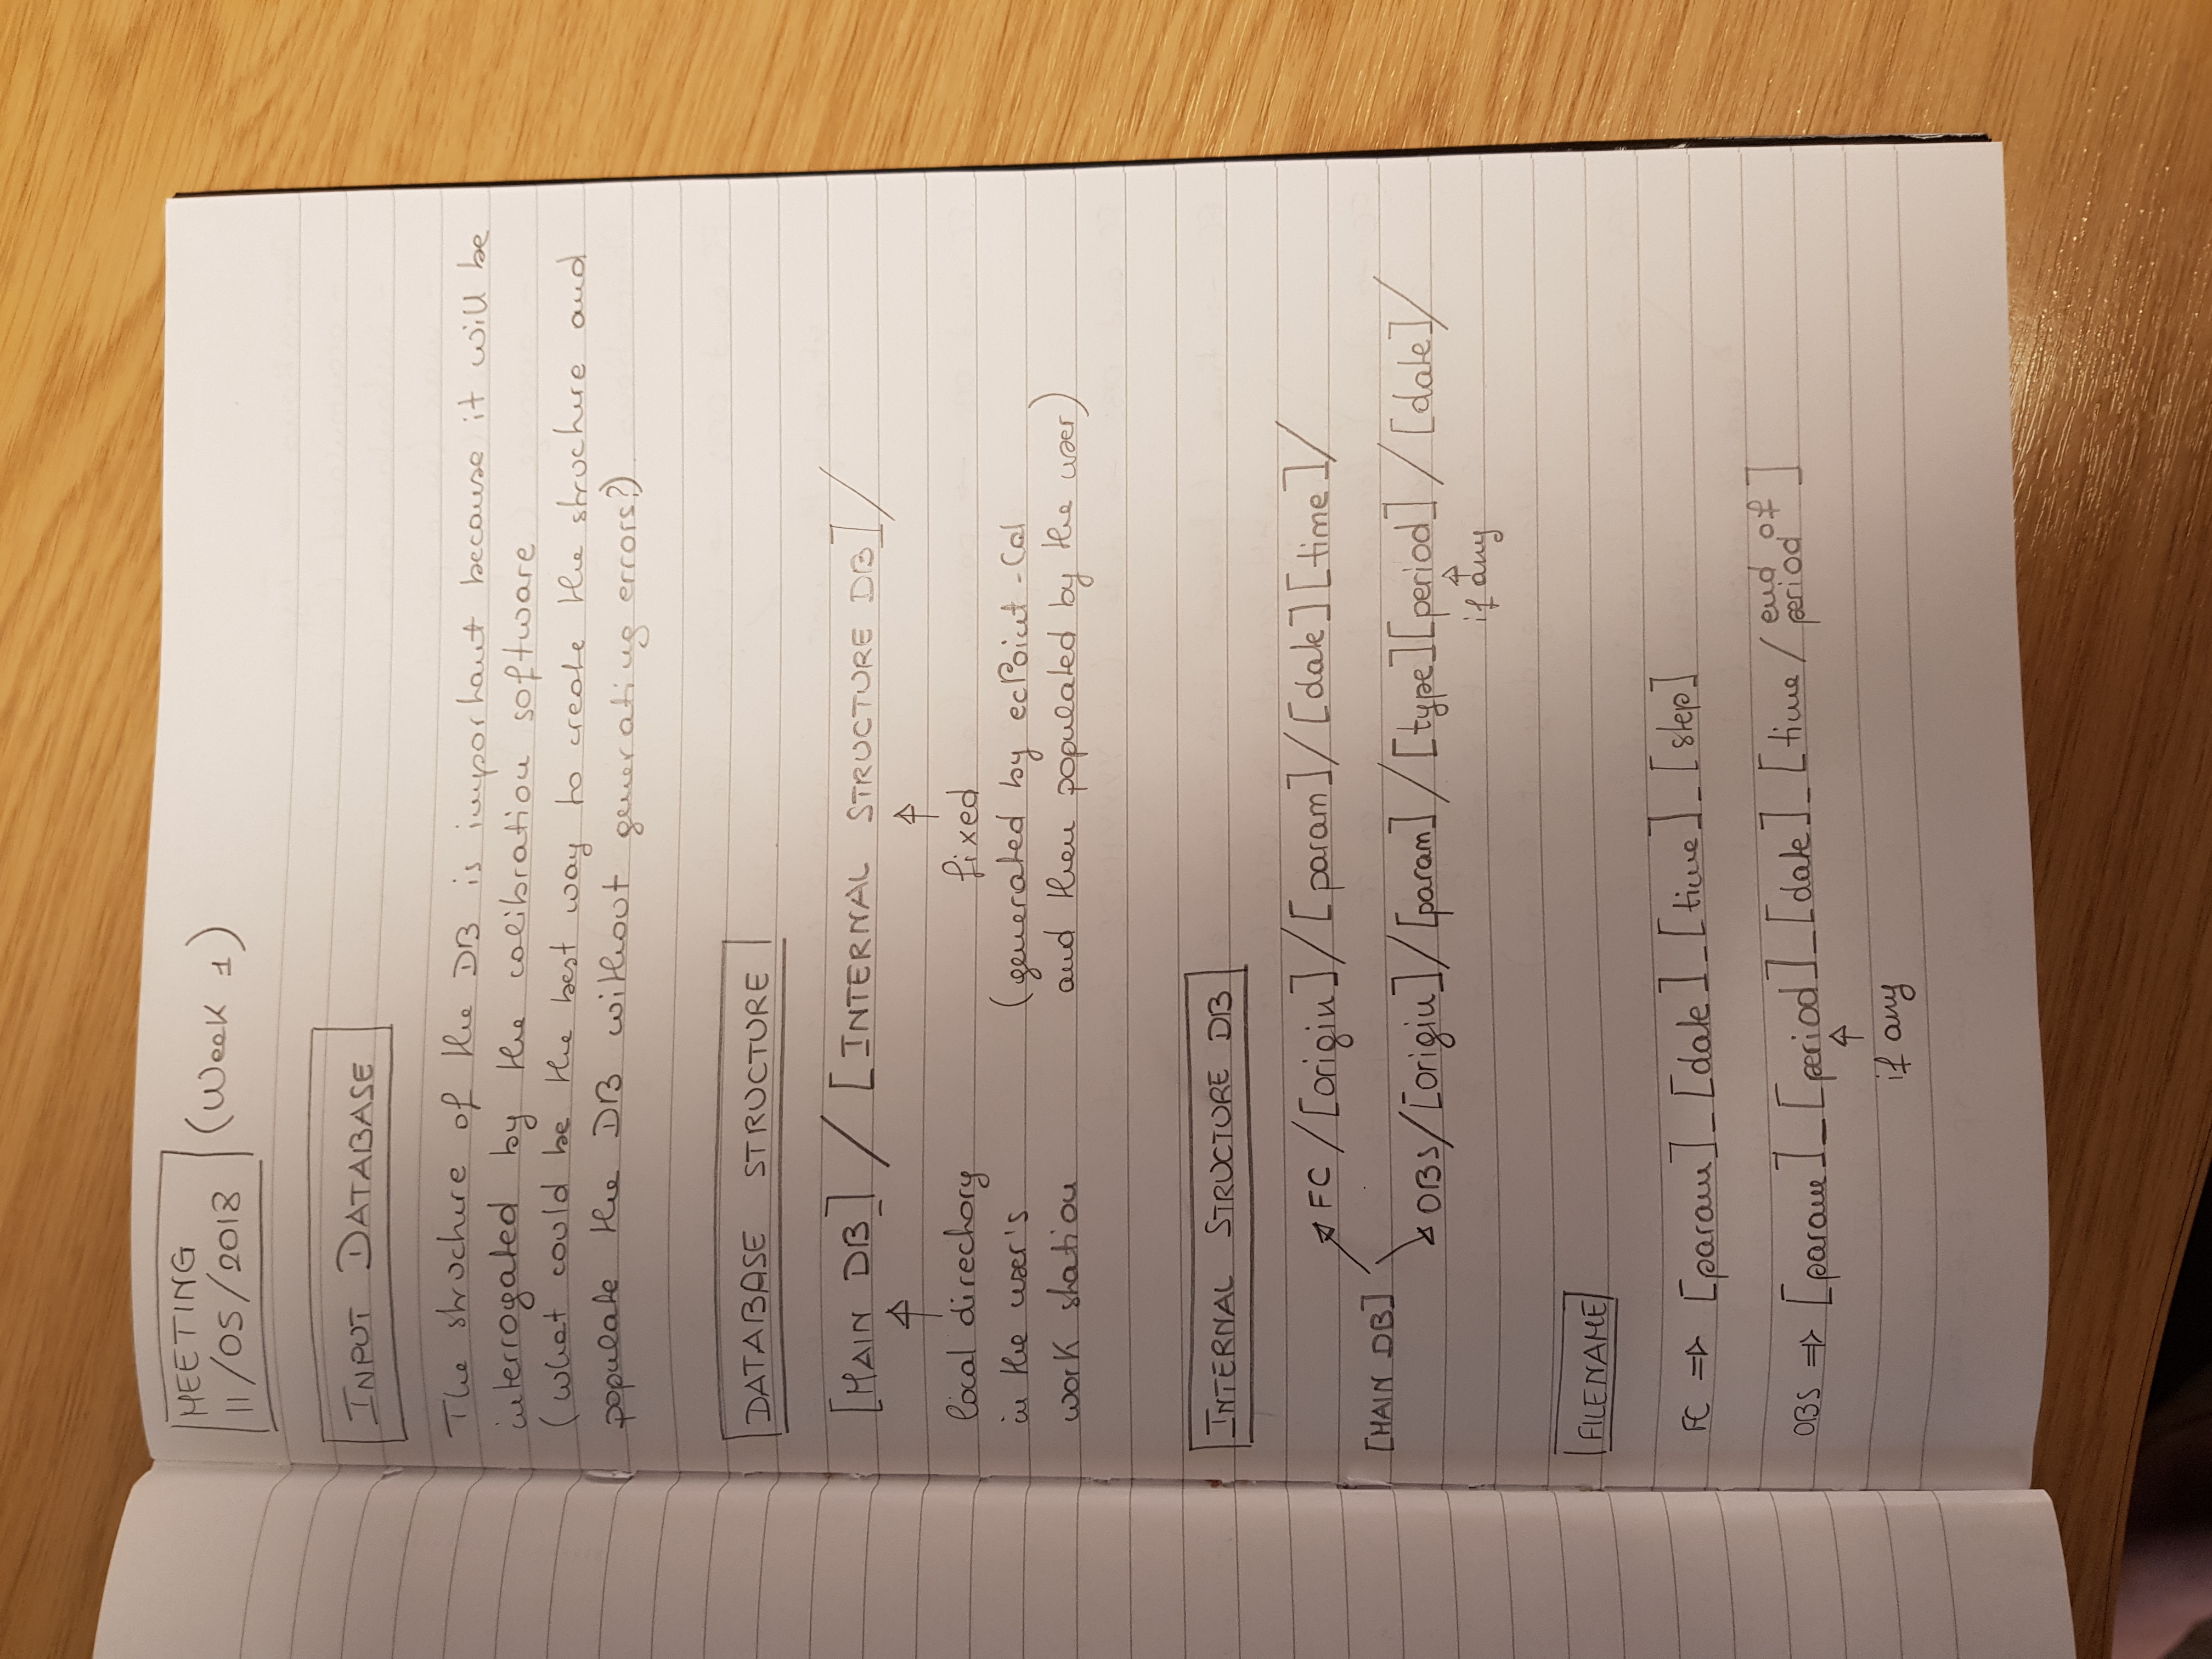 MEETING
11/05/2018 (Week 1)
INPUT DATABASE
The structure of the DB is important because it will be
interrogated by the calibration software
(What could be the best way to create the structure and
populate the DB without generating errors?)
DATABASE STRUCTURE
[MAIN DB] / [INTERNAL STRUCTURE DB]/
local directory fixed
in the user's (generated by ecPoint-Cal
work station and then populated by the user)
INTERNAL STRUCTURE DB
FC/[origin]/[param]/[date][time]/
[MAIN DB]
OBS/[origin]/[param]/[type][period]/[date]/
if any
FILENAME
FC ⇒ [param]_[date]_[time]_[step]
OBS ⇒ [param]_[period]_[date]_[time/end of period]
if any